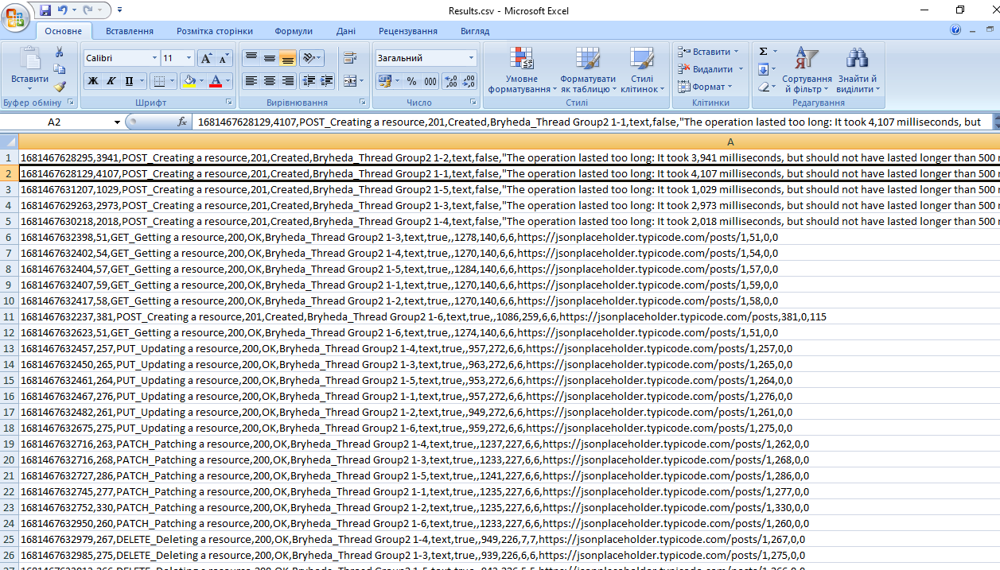 Results.csv - Microsoft Excel
Основне Вставлення Розмітка сторінки Формули Дані Рецензування Вигляд
Вставити
Буфер обміну
Calibri 11
Ж К П
Шрифт
Вирівнювання
Загальний
% 000
Число
Умовне форматування
Форматувати як таблицю
Стилі клітинок
Стилі
Вставити
Видалити
Формат
Клітинки
Σ
Сортування й фільтр
Знайти й виділити
Редагування
A2 fx 1681467628129,4107,POST_Creating a resource,201,Created,Bryheda_Thread Group2 1-1,text,false,"The operation lasted too long: It took 4,107 milliseconds, but
A
1 1681467628295,3941,POST_Creating a resource,201,Created,Bryheda_Thread Group2 1-2,text,false,"The operation lasted too long: It took 3,941 milliseconds, but should not have lasted longer than 500
2 1681467628129,4107,POST_Creating a resource,201,Created,Bryheda_Thread Group2 1-1,text,false,"The operation lasted too long: It took 4,107 milliseconds, but should not have lasted longer than 500
3 1681467631207,1029,POST_Creating a resource,201,Created,Bryheda_Thread Group2 1-5,text,false,"The operation lasted too long: It took 1,029 milliseconds, but should not have lasted longer than 500
4 1681467629263,2973,POST_Creating a resource,201,Created,Bryheda_Thread Group2 1-3,text,false,"The operation lasted too long: It took 2,973 milliseconds, but should not have lasted longer than 500
5 1681467630218,2018,POST_Creating a resource,201,Created,Bryheda_Thread Group2 1-4,text,false,"The operation lasted too long: It took 2,018 milliseconds, but should not have lasted longer than 500
6 1681467632398,51,GET_Getting a resource,200,OK,Bryheda_Thread Group2 1-3,text,true,,1278,140,6,6,https://jsonplaceholder.typicode.com/posts/1,51,0,0
7 1681467632402,54,GET_Getting a resource,200,OK,Bryheda_Thread Group2 1-4,text,true,,1270,140,6,6,https://jsonplaceholder.typicode.com/posts/1,54,0,0
8 1681467632404,57,GET_Getting a resource,200,OK,Bryheda_Thread Group2 1-5,text,true,,1284,140,6,6,https://jsonplaceholder.typicode.com/posts/1,57,0,0
9 1681467632407,59,GET_Getting a resource,200,OK,Bryheda_Thread Group2 1-1,text,true,,1270,140,6,6,https://jsonplaceholder.typicode.com/posts/1,59,0,0
10 1681467632417,58,GET_Getting a resource,200,OK,Bryheda_Thread Group2 1-2,text,true,,1270,140,6,6,https://jsonplaceholder.typicode.com/posts/1,58,0,0
11 1681467632237,381,POST_Creating a resource,201,Created,Bryheda_Thread Group2 1-6,text,true,,1086,259,6,6,https://jsonplaceholder.typicode.com/posts,381,0,115
12 1681467632623,51,GET_Getting a resource,200,OK,Bryheda_Thread Group2 1-6,text,true,,1274,140,6,6,https://jsonplaceholder.typicode.com/posts/1,51,0,0
13 1681467632457,257,PUT_Updating a resource,200,OK,Bryheda_Thread Group2 1-4,text,true,,957,272,6,6,https://jsonplaceholder.typicode.com/posts/1,257,0,0
14 1681467632450,265,PUT_Updating a resource,200,OK,Bryheda_Thread Group2 1-3,text,true,,963,272,6,6,https://jsonplaceholder.typicode.com/posts/1,265,0,0
15 1681467632461,264,PUT_Updating a resource,200,OK,Bryheda_Thread Group2 1-5,text,true,,953,272,6,6,https://jsonplaceholder.typicode.com/posts/1,264,0,0
16 1681467632467,276,PUT_Updating a resource,200,OK,Bryheda_Thread Group2 1-1,text,true,,957,272,6,6,https://jsonplaceholder.typicode.com/posts/1,276,0,0
17 1681467632482,261,PUT_Updating a resource,200,OK,Bryheda_Thread Group2 1-2,text,true,,949,272,6,6,https://jsonplaceholder.typicode.com/posts/1,261,0,0
18 1681467632675,275,PUT_Updating a resource,200,OK,Bryheda_Thread Group2 1-6,text,true,,959,272,6,6,https://jsonplaceholder.typicode.com/posts/1,275,0,0
19 1681467632716,263,PATCH_Patching a resource,200,OK,Bryheda_Thread Group2 1-4,text,true,,1237,227,6,6,https://jsonplaceholder.typicode.com/posts/1,262,0,0
20 1681467632716,268,PATCH_Patching a resource,200,OK,Bryheda_Thread Group2 1-3,text,true,,1233,227,6,6,https://jsonplaceholder.typicode.com/posts/1,268,0,0
21 1681467632727,286,PATCH_Patching a resource,200,OK,Bryheda_Thread Group2 1-5,text,true,,1241,227,6,6,https://jsonplaceholder.typicode.com/posts/1,286,0,0
22 1681467632745,277,PATCH_Patching a resource,200,OK,Bryheda_Thread Group2 1-1,text,true,,1235,227,6,6,https://jsonplaceholder.typicode.com/posts/1,277,0,0
23 1681467632752,330,PATCH_Patching a resource,200,OK,Bryheda_Thread Group2 1-2,text,true,,1235,227,6,6,https://jsonplaceholder.typicode.com/posts/1,330,0,0
24 1681467632950,260,PATCH_Patching a resource,200,OK,Bryheda_Thread Group2 1-6,text,true,,1233,227,6,6,https://jsonplaceholder.typicode.com/posts/1,260,0,0
25 1681467632979,267,DELETE_Deleting a resource,200,OK,Bryheda_Thread Group2 1-4,text,true,,949,226,7,7,https://jsonplaceholder.typicode.com/posts/1,267,0,0
26 1681467632985,275,DELETE_Deleting a resource,200,OK,Bryheda_Thread Group2 1-3,text,true,,939,226,6,6,https://jsonplaceholder.typicode.com/posts/1,275,0,0